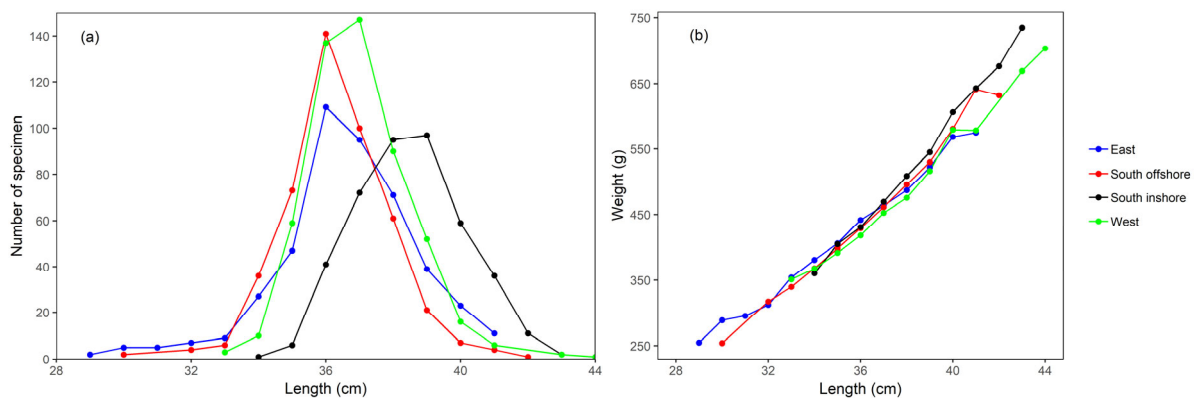 (a)
Number of specimen
140
120
100
80
60
40
20
0
28
32
36
40
44
Length (cm)
(b)
Weight (g)
750
650
550
450
350
250
28
32
36
40
44
Length (cm)
East
South offshore
South inshore
West